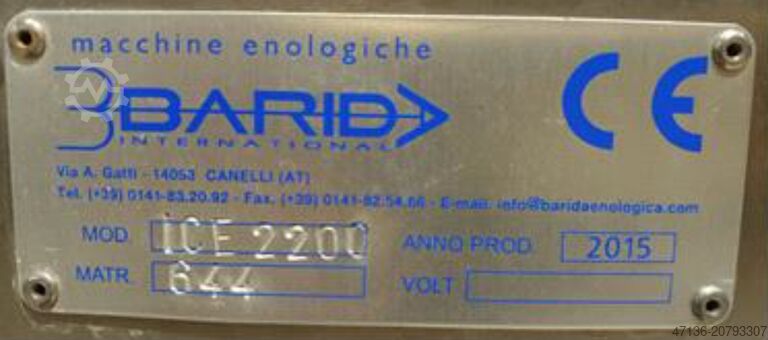 macchine enologiche
BARIDA
INTERNATIONAL
CE
Via A. Gatti - 14053 CANELLI (AT)
Tel. (+39) 0141-83.20.92 - Fax. (+39) 0141-82.54.66 - E-mail: info@baridaenologica.com
MOD. ICE 2200 ANNO PROD. 2015
MATR. 644 VOLT
47136-20793307